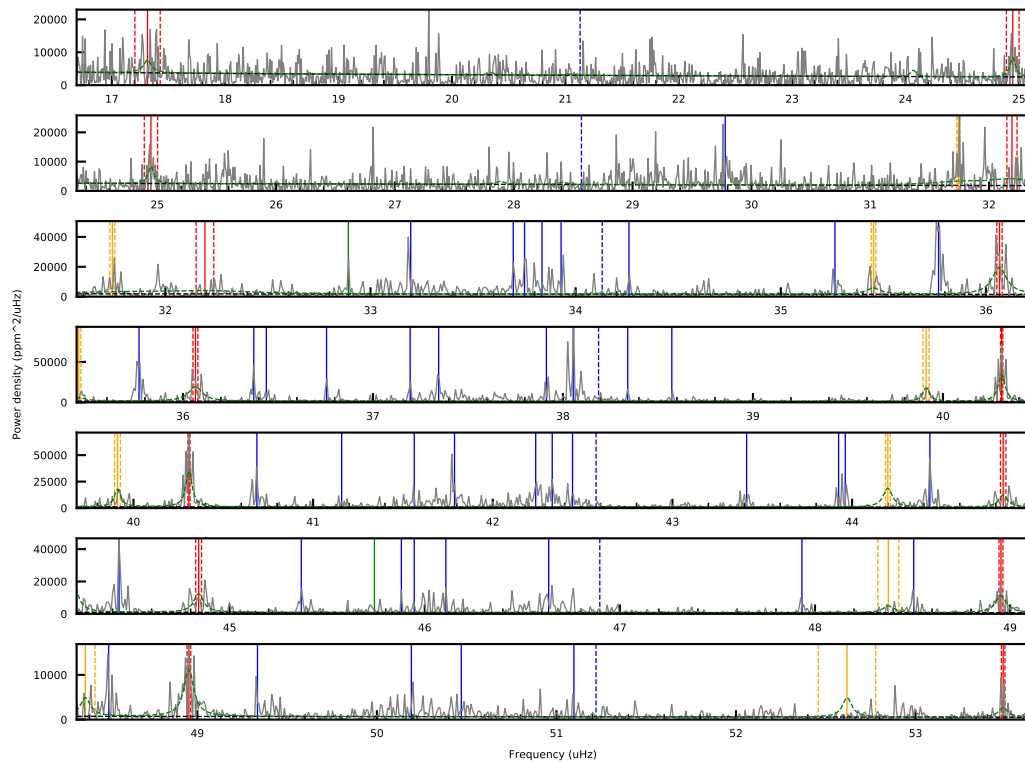 20000
10000
0
17 18 19 20 21 22 23 24 25
20000
10000
0
25 26 27 28 29 30 31 32
40000
20000
0
32 33 34 35 36
Power density (ppm^2/uHz)
50000
0
36 37 38 39 40
50000
25000
0
40 41 42 43 44
40000
20000
0
45 46 47 48 49
10000
0
49 50 51 52 53
Frequency (uHz)